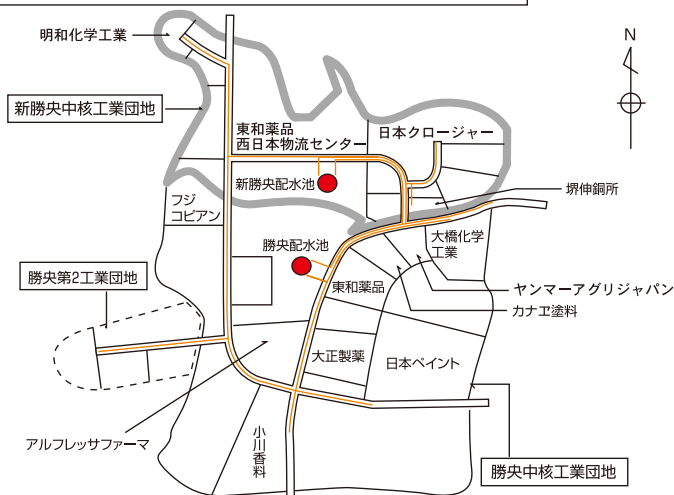 明和化学工業
N
新勝央中核工業団地
東和薬品
西日本物流センター
日本クロージャー
新勝央配水池
堺伸銅所
フジ
コピアン
大橋化学
工業
勝央配水池
勝央第2工業団地
東和薬品
ヤンマーアグリジャパン
カナヱ塗料
大正製薬
日本ペイント
アルフレッサファーマ
小川香料
勝央中核工業団地